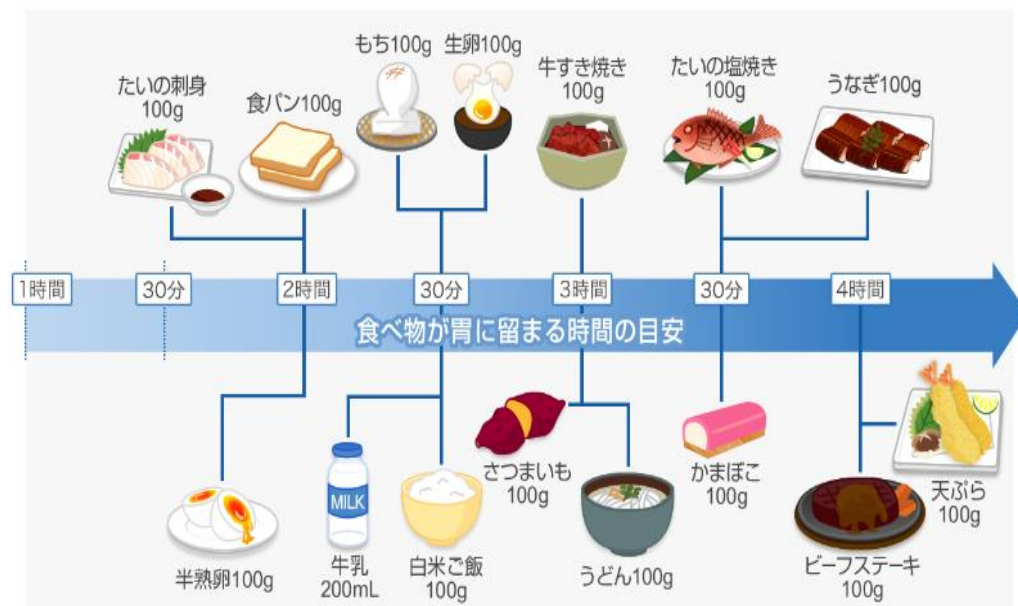 たいの刺身
100g
食パン100g
もち100g
生卵100g
牛すき焼き
100g
たいの塩焼き
100g
うなぎ100g
1時間
30分
2時間
30分
3時間
30分
4時間
食べ物が胃に留まる時間の目安
半熟卵100g
MILK
牛乳
200mL
白米ご飯
100g
さつまいも
100g
うどん100g
かまぼこ
100g
ビーフステーキ
100g
天ぷら
100g